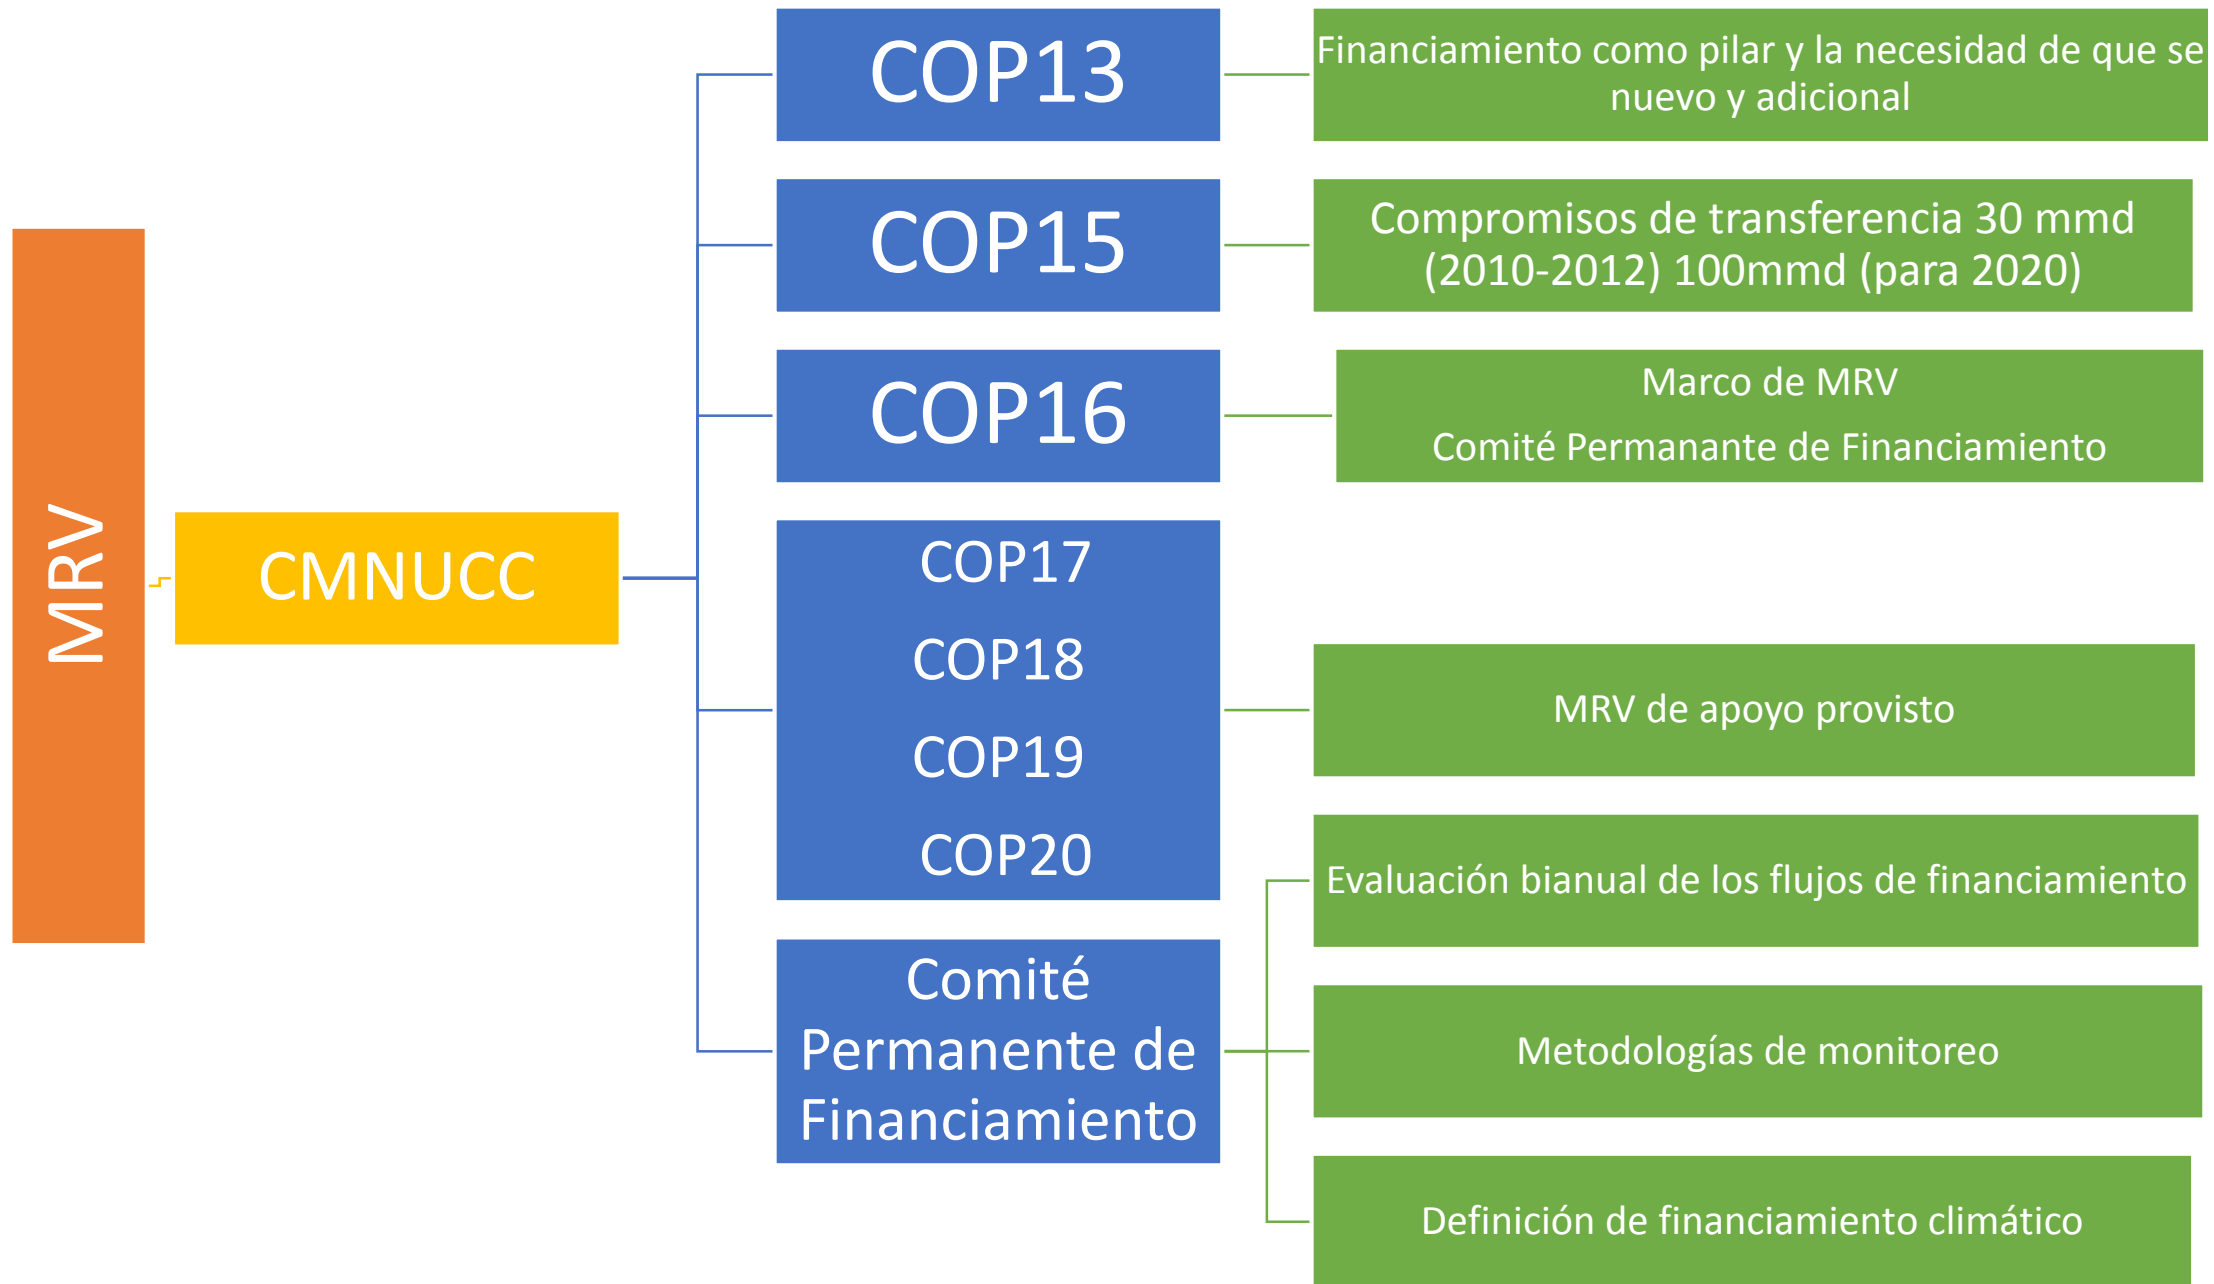 MRV
CMNUCC
COP13
Financiamiento como pilar y la necesidad de que se
nuevo y adicional
COP15
Compromisos de transferencia 30 mmd
(2010-2012) 100mmd (para 2020)
COP16
Marco de MRV
Comité Permanante de Financiamiento
COP17
COP18
COP19
COP20
MRV de apoyo provisto
Comité
Permanente de
Financiamiento
Evaluación bianual de los flujos de financiamiento
Metodologías de monitoreo
Definición de financiamiento climático